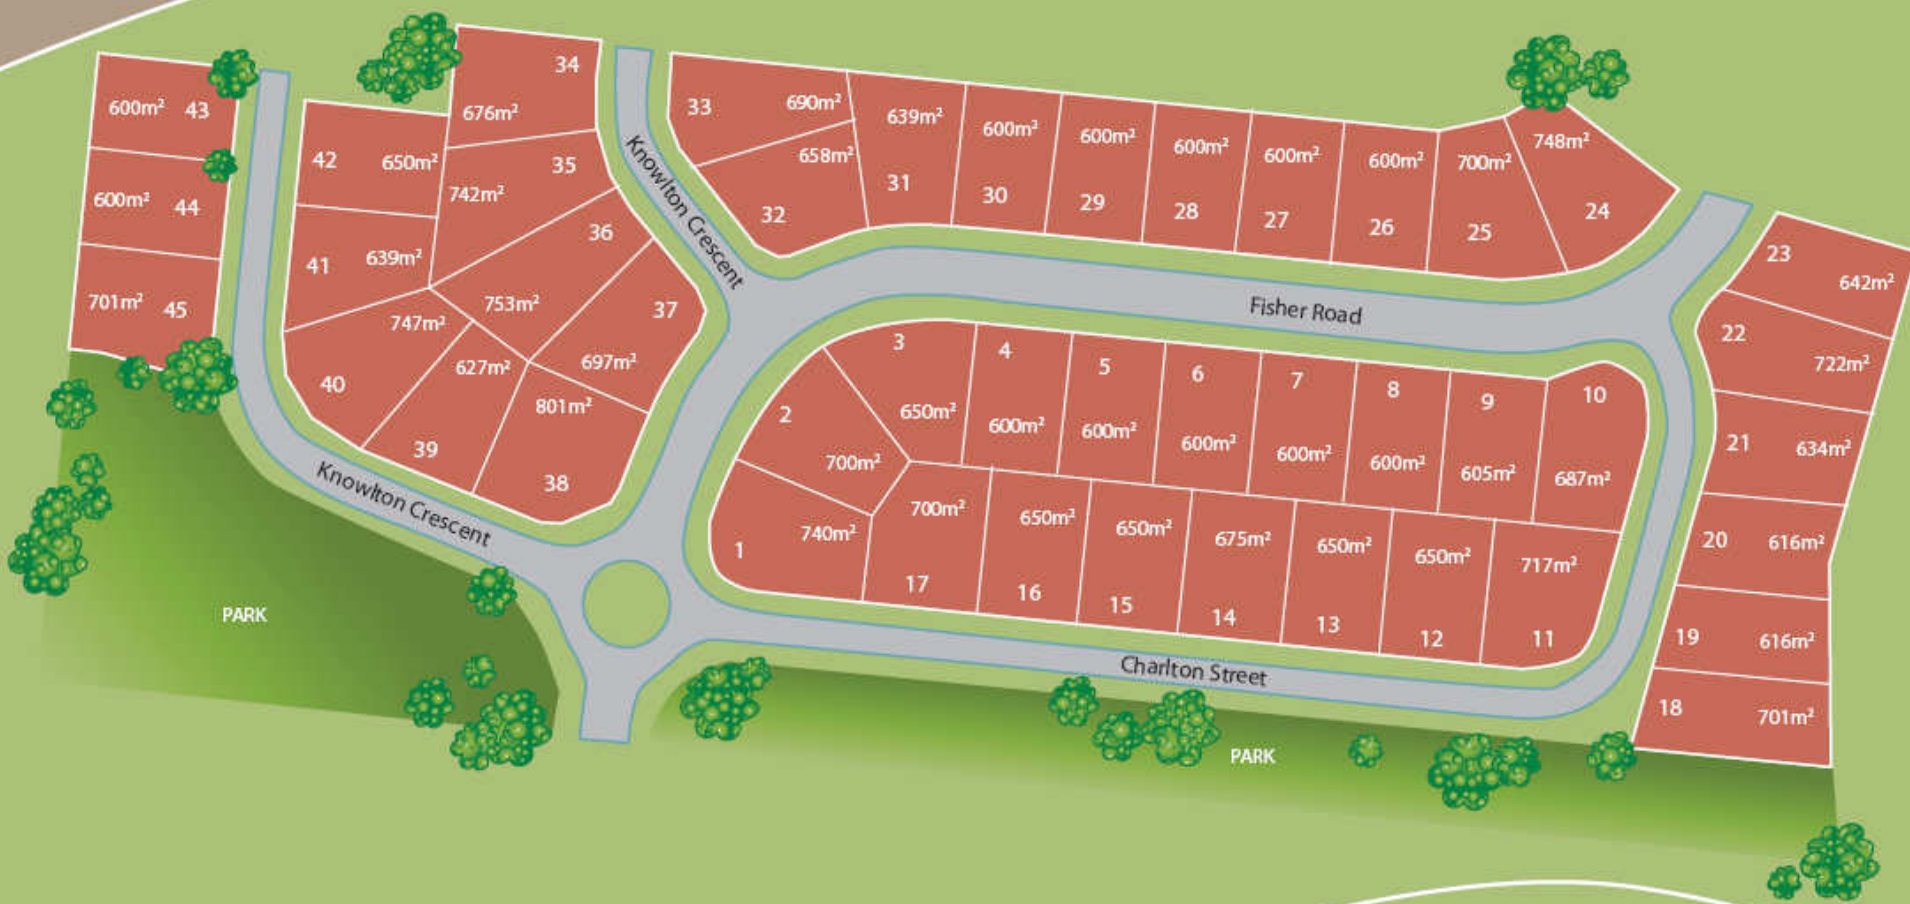 43 600m²
44 600m²
45 701m²
42 650m²
41 639m²
40 747m²
39 627m²
38 801m²
37 697m²
36 753m²
35 742m²
34 676m²
33 690m²
32 658m²
31 639m²
30 600m²
29 600m²
28 600m²
27 600m²
26 600m²
25 700m²
24 748m²
23 642m²
22 722m²
21 634m²
20 616m²
19 616m²
18 701m²
3 650m²
4 600m²
5 600m²
6 600m²
7 600m²
8 600m²
9 605m²
10 687m²
2 700m²
1 740m²
17 700m²
16 650m²
15 650m²
14 675m²
13 650m²
12 650m²
11 717m²
Knowlton Crescent
Fisher Road
Knowlton Crescent
Charlton Street
PARK
PARK